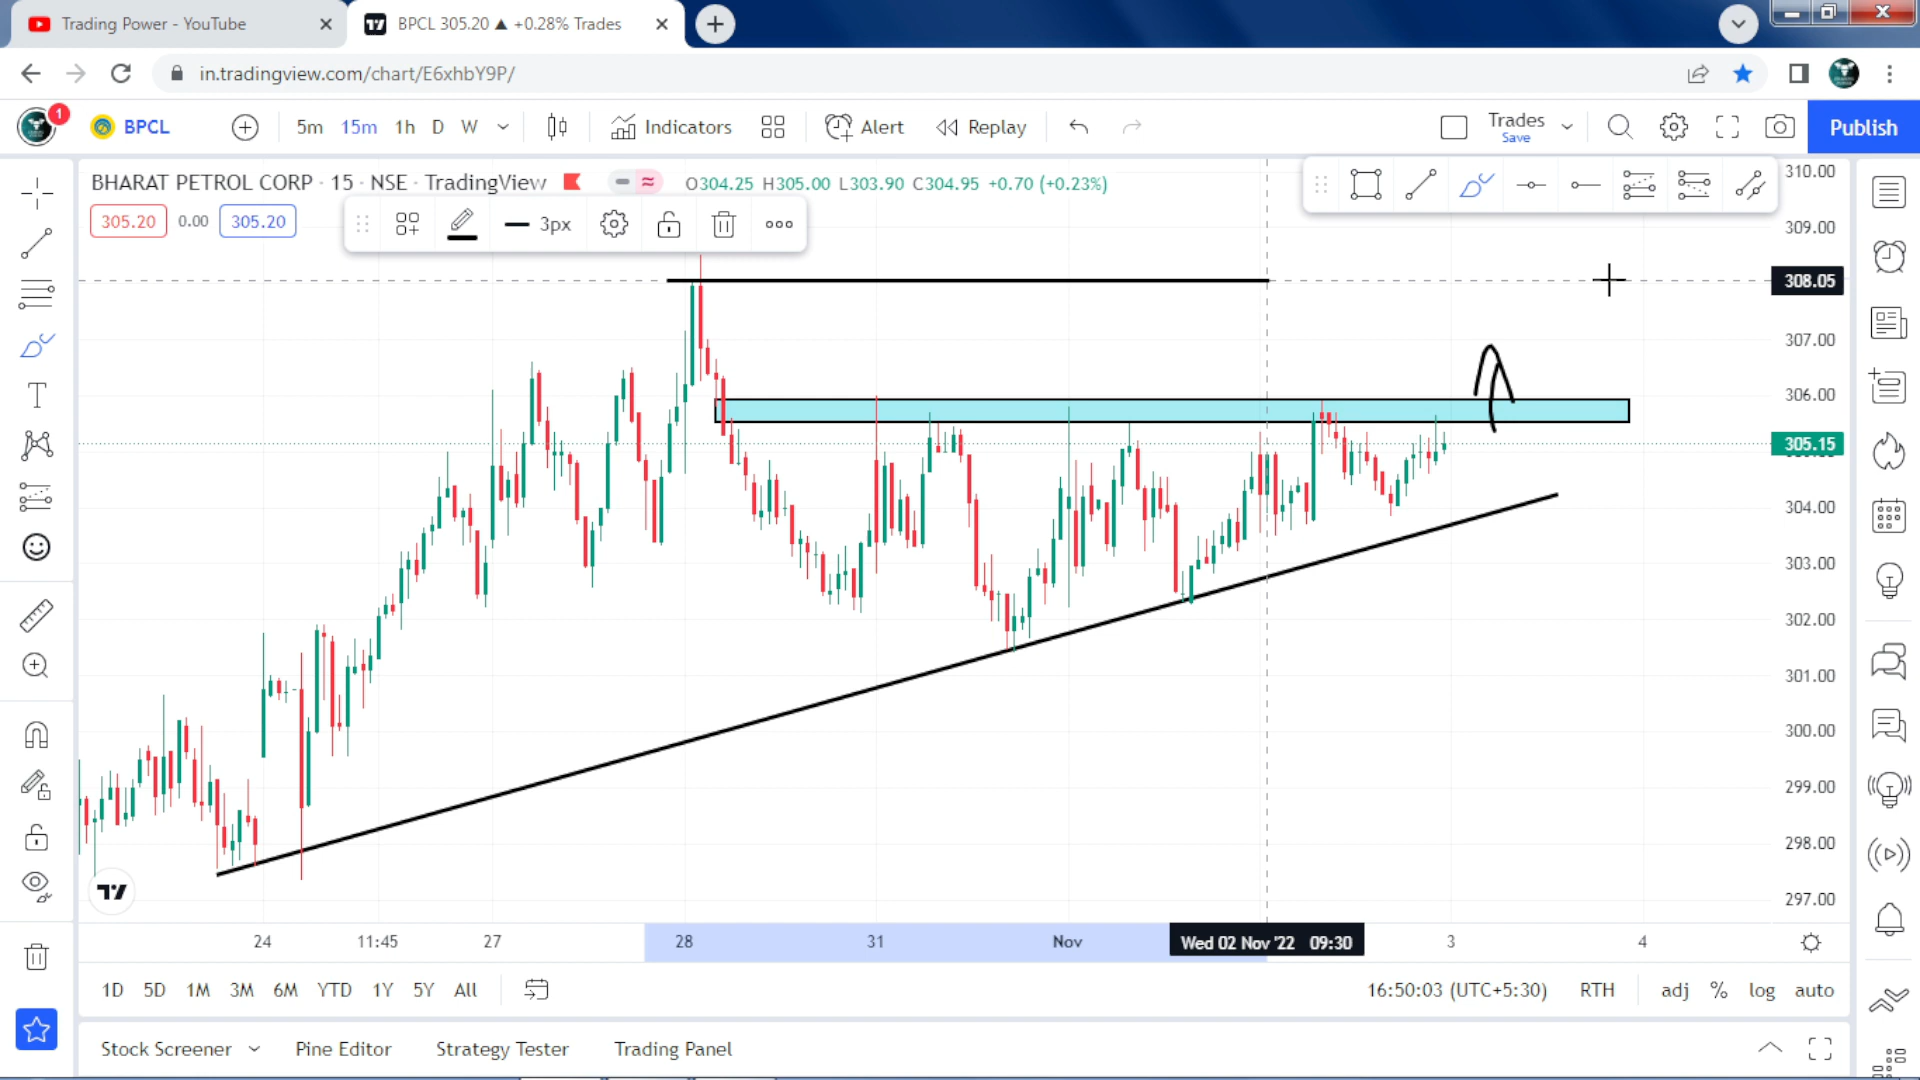 Trading Power - YouTube
BPCL 305.20 ▲ +0.28% Trades
in.tradingview.com/chart/E6xhbY9P/
1
BPCL
5m 15m 1h D W
Indicators
Alert
Replay
Trades
Save
Publish
BHARAT PETROL CORP · 15 · NSE · TradingView
O304.25 H305.00 L303.90 C304.95 +0.70 (+0.23%)
305.20 0.00 305.20
3px
310.00
309.00
308.05
307.00
306.00
305.15
304.00
303.00
302.00
301.00
300.00
299.00
298.00
297.00
24 11:45 27 28 31 Nov Wed 02 Nov '22 09:30 3 4
1D 5D 1M 3M 6M YTD 1Y 5Y All
16:50:03 (UTC+5:30) RTH adj % log auto
Stock Screener Pine Editor Strategy Tester Trading Panel